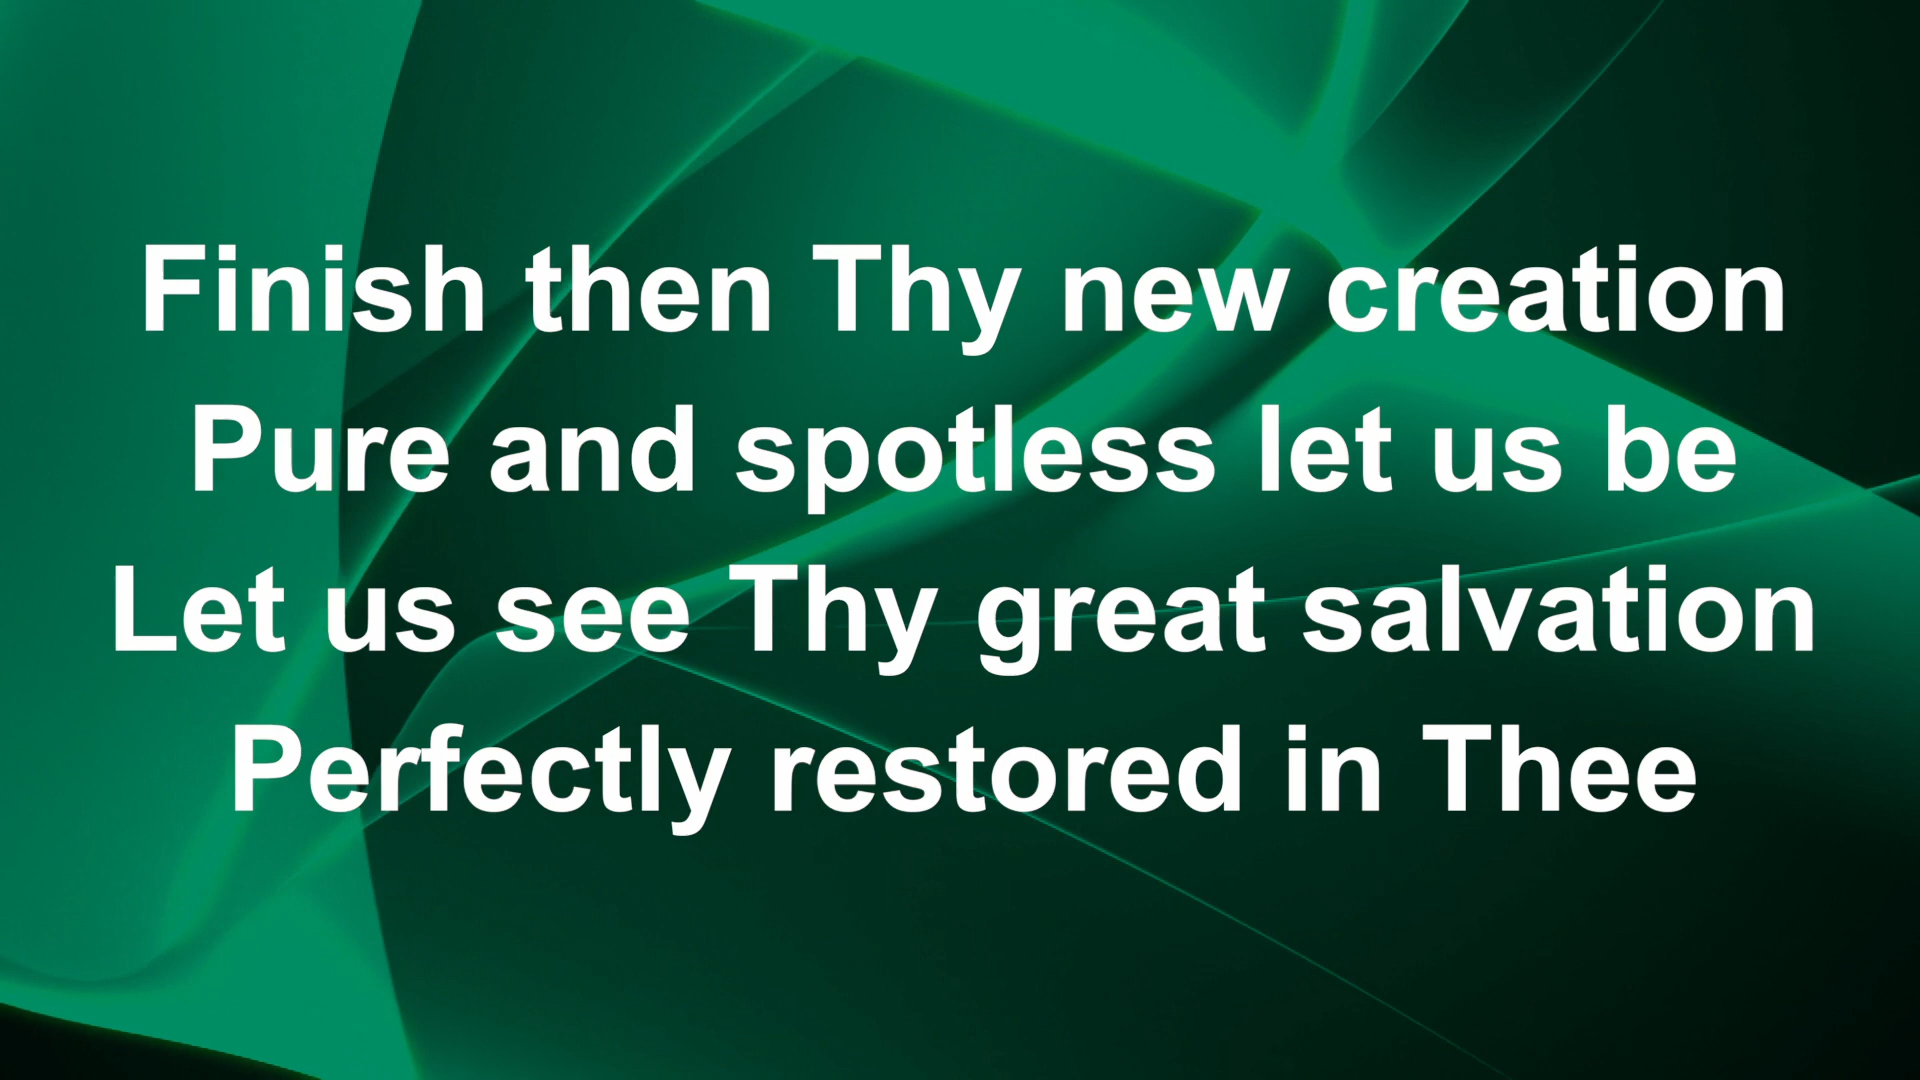 Finish then Thy new creation
Pure and spotless let us be
Let us see Thy great salvation
Perfectly restored in Thee